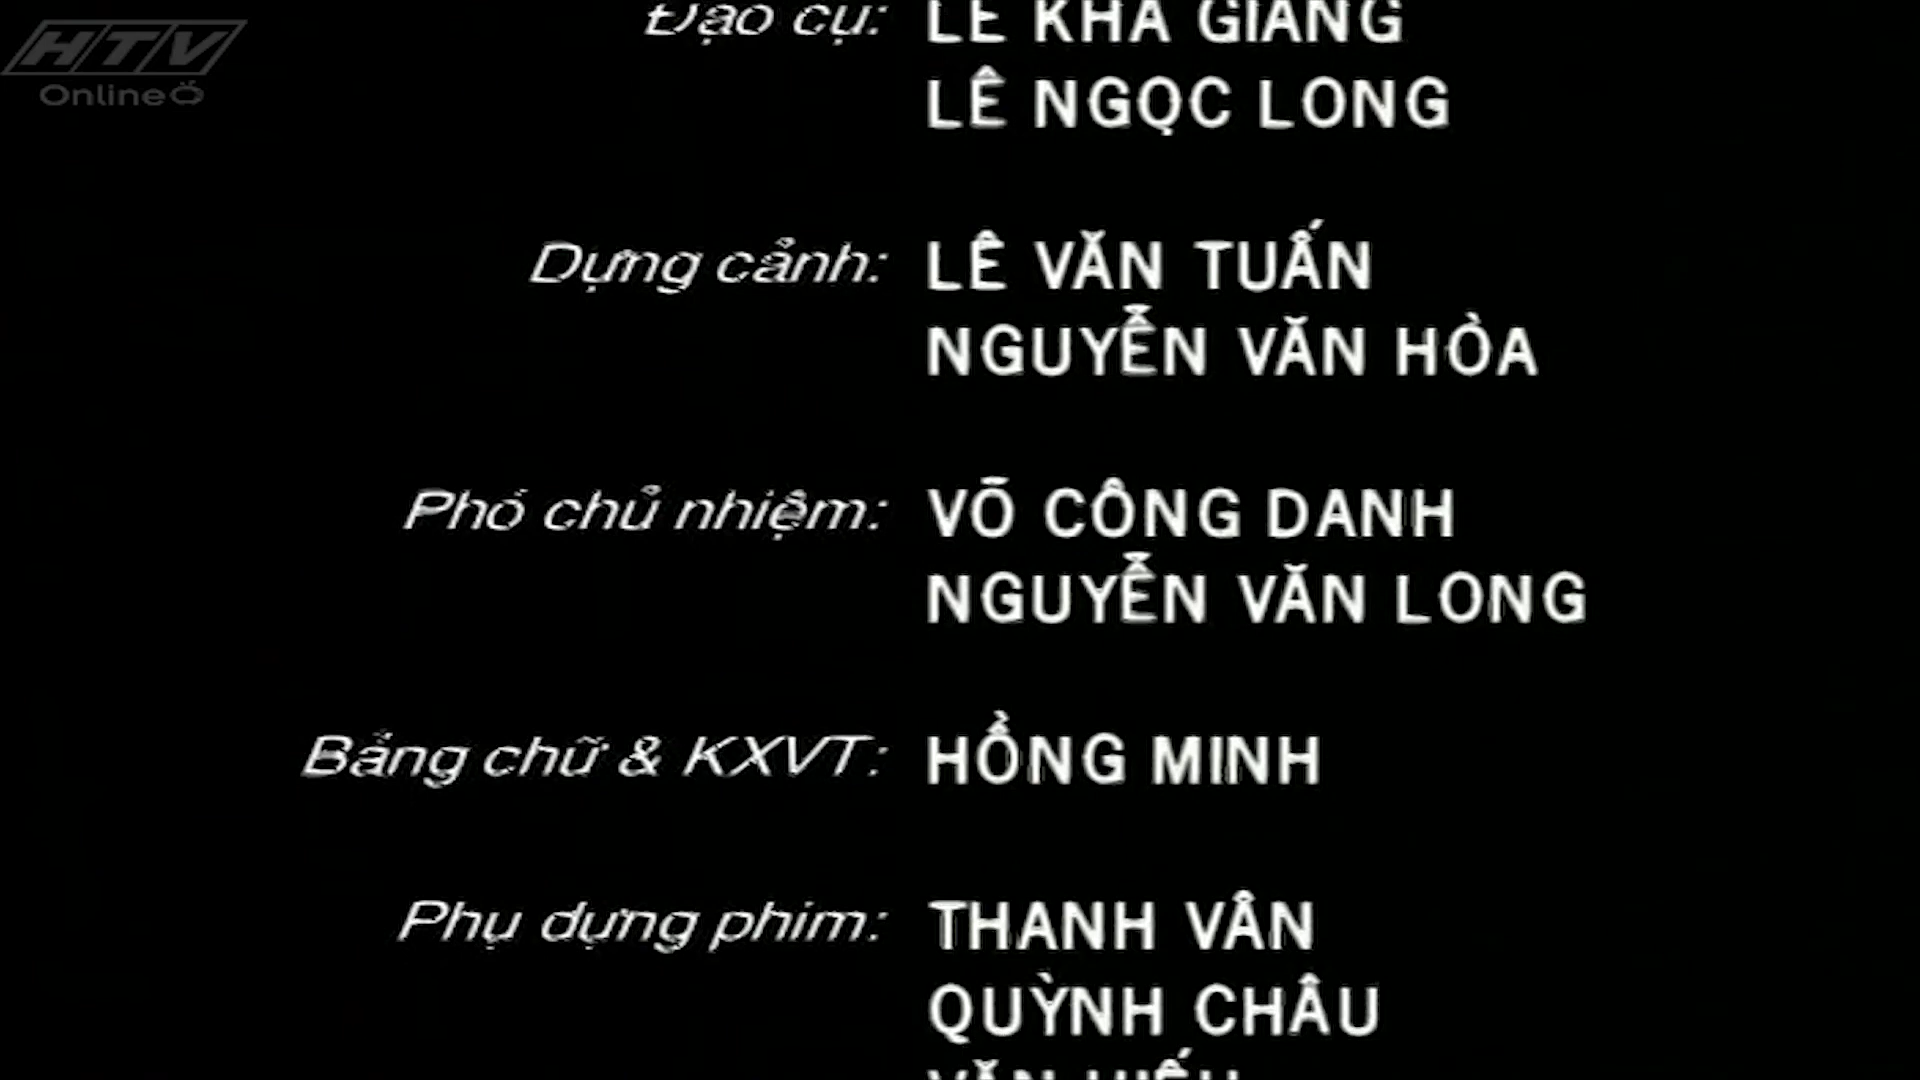 HTV
Online
Đạo cụ: LÊ KHA GIANG
LÊ NGỌC LONG
Dựng cảnh: LÊ VĂN TUẤN
NGUYỄN VĂN HÒA
Phó chủ nhiệm: VÕ CÔNG DANH
NGUYỄN VĂN LONG
Bảng chữ & KXVT: HỒNG MINH
Phụ dựng phim: THANH VÂN
QUỲNH CHÂU
VĂN HIẾU